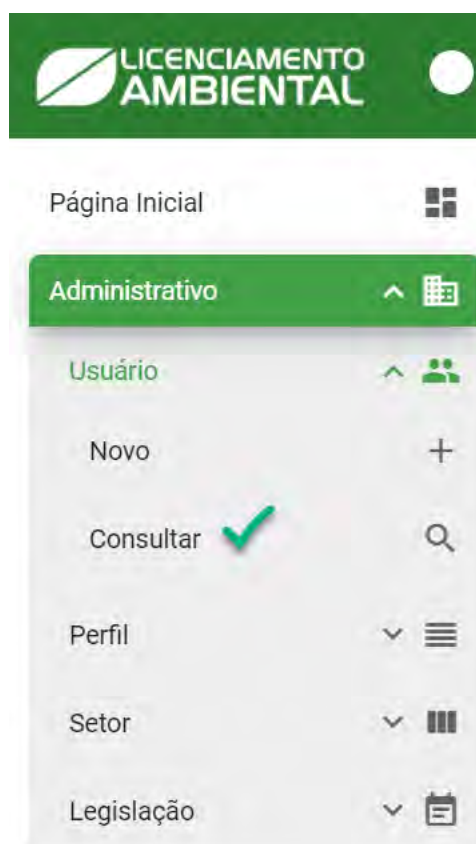 LICENCIAMENTO
AMBIENTAL
Página Inicial
Administrativo
Usuário
Novo
Consultar
Perfil
Setor
Legislação